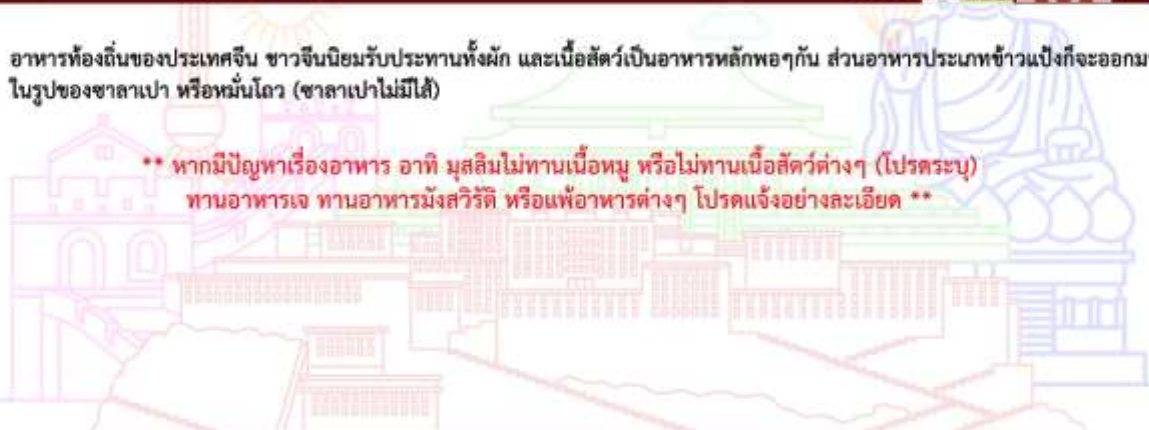 อาหารท้องถิ่นของประเทศจีน ชาวจีนนิยมรับประทานทั้งผัก และเนื้อสัตว์เป็นอาหารหลักพอๆกัน ส่วนอาหารประเภทข้าวแป้งก็จะออกม
ในรูปของซาลาเปา หรือหมั่นโถว (ซาลาเปาไม่มีไส้)
** หากมีปัญหาเรื่องอาหาร อาทิ มุสลิมไม่ทานเนื้อหมู หรือไม่ทานเนื้อสัตว์ต่างๆ (โปรดระบุ)
ทานอาหารเจ ทานอาหารมังสวิรัติ หรือแพ้อาหารต่างๆ โปรดแจ้งอย่างละเอียด **